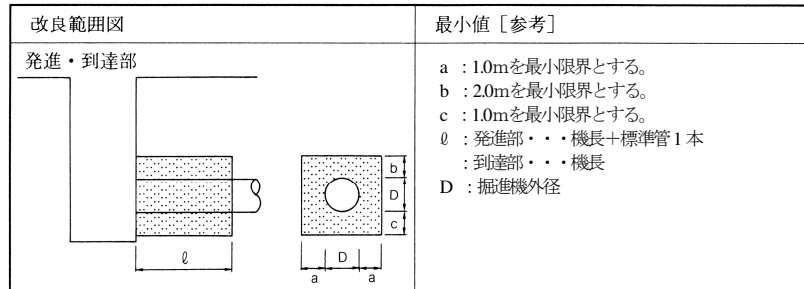 改良範囲図
最小値［参考］
発進・到達部
a ：1.0mを最小限界とする。
b ：2.0mを最小限界とする。
c ：1.0mを最小限界とする。
ℓ ：発進部・・・機長＋標準管１本
：到達部・・・機長
D ：掘進機外径
b
D
c
ℓ
D
a
a